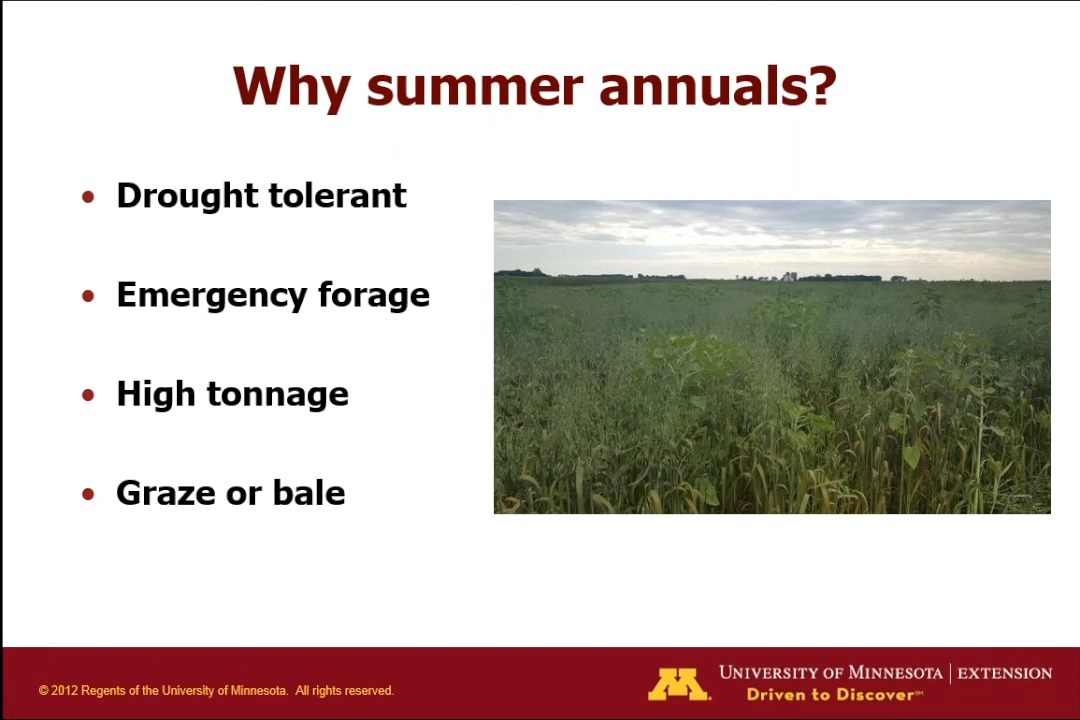 Why summer annuals?
• Drought tolerant
• Emergency forage
• High tonnage
• Graze or bale
© 2012 Regents of the University of Minnesota. All rights reserved.
UNIVERSITY OF MINNESOTA | EXTENSION
Driven to Discover℠